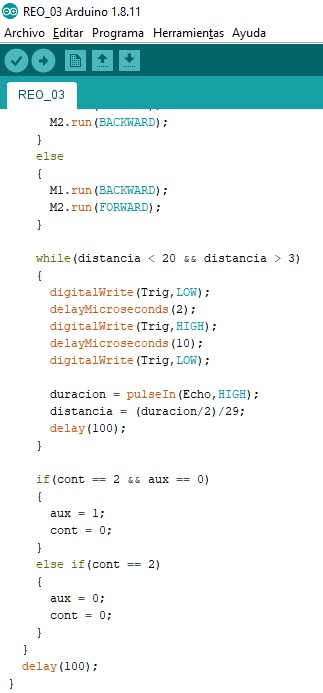 REO_03 Arduino 1.8.11
Archivo Editar Programa Herramientas Ayuda
REO_03
M2.run(BACKWARD);
}
else
{
M1.run(BACKWARD);
M2.run(FORWARD);
}
while(distancia < 20 && distancia > 3)
{
digitalWrite(Trig,LOW);
delayMicroseconds(2);
digitalWrite(Trig,HIGH);
delayMicroseconds(10);
digitalWrite(Trig,LOW);
duracion = pulseIn(Echo,HIGH);
distancia = (duracion/2)/29;
delay(100);
}
if(cont == 2 && aux == 0)
{
aux = 1;
cont = 0;
}
else if(cont == 2)
{
aux = 0;
cont = 0;
}
}
delay(100);
}